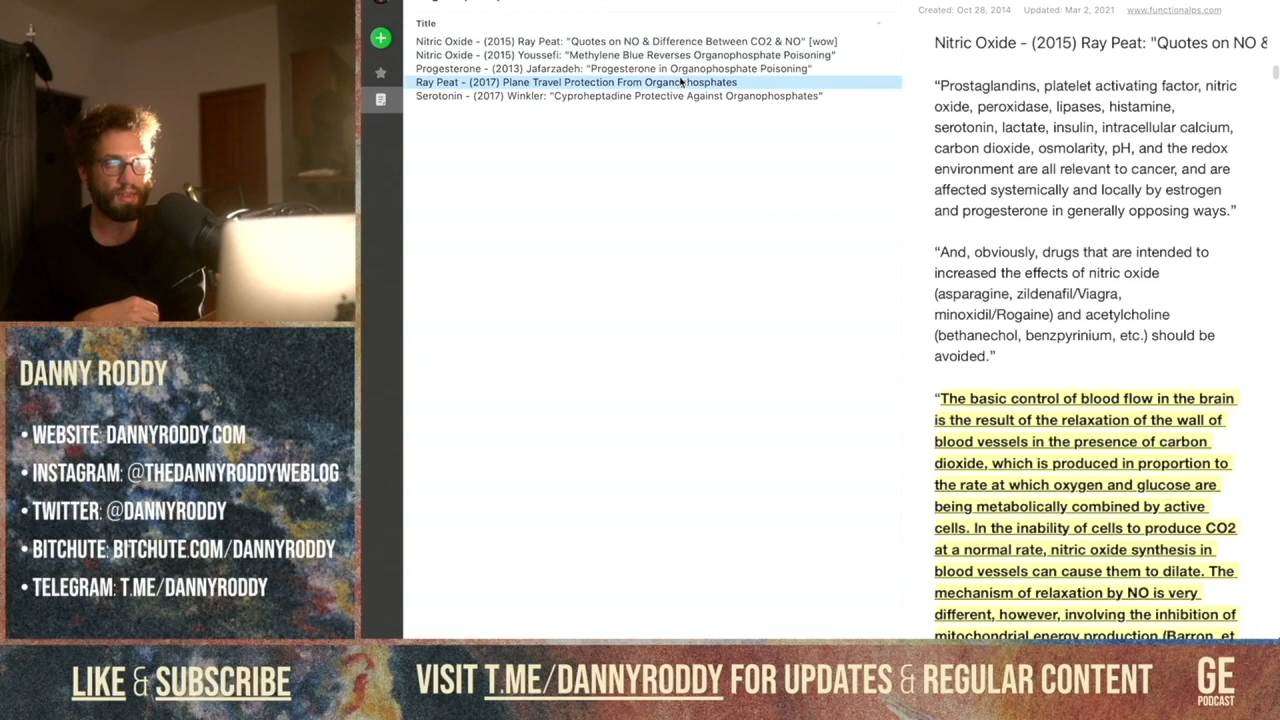 Title
Nitric Oxide - (2015) Ray Peat: "Quotes on NO & Difference Between CO2 & NO" [wow]
Nitric Oxide - (2015) Youssefi: "Methylene Blue Reverses Organophosphate Poisoning"
Progesterone - (2013) Jafarzadeh: "Progesterone in Organophosphate Poisoning"
Ray Peat - (2017) Plane Travel Protection From Organophosphates
Serotonin - (2017) Winkler: "Cyproheptadine Protective Against Organophosphates"
Created: Oct 28, 2014 Updated: Mar 2, 2021 www.functionalps.com
Nitric Oxide - (2015) Ray Peat: "Quotes on NO &
“Prostaglandins, platelet activating factor, nitric
oxide, peroxidase, lipases, histamine,
serotonin, lactate, insulin, intracellular calcium,
carbon dioxide, osmolarity, pH, and the redox
environment are all relevant to cancer, and are
affected systemically and locally by estrogen
and progesterone in generally opposing ways.”
“And, obviously, drugs that are intended to
increased the effects of nitric oxide
(asparagine, zildenafil/Viagra,
minoxidil/Rogaine) and acetylcholine
(bethanechol, benzpyrinium, etc.) should be
avoided.”
“The basic control of blood flow in the brain
is the result of the relaxation of the wall of
blood vessels in the presence of carbon
dioxide, which is produced in proportion to
the rate at which oxygen and glucose are
being metabolically combined by active
cells. In the inability of cells to produce CO2
at a normal rate, nitric oxide synthesis in
blood vessels can cause them to dilate. The
mechanism of relaxation by NO is very
different, however, involving the inhibition of
mitochondrial energy production (Barron, et
DANNY RODDY
• WEBSITE: DANNYRODDY.COM
• INSTAGRAM: @THEDANNYRODDYWEBLOG
• TWITTER: @DANNYRODDY
• BITCHUTE: BITCHUTE.COM/DANNYRODDY
• TELEGRAM: T.ME/DANNYRODDY
LIKE & SUBSCRIBE
VISIT T.ME/DANNYRODDY FOR UPDATES & REGULAR CONTENT
GE
PODCAST